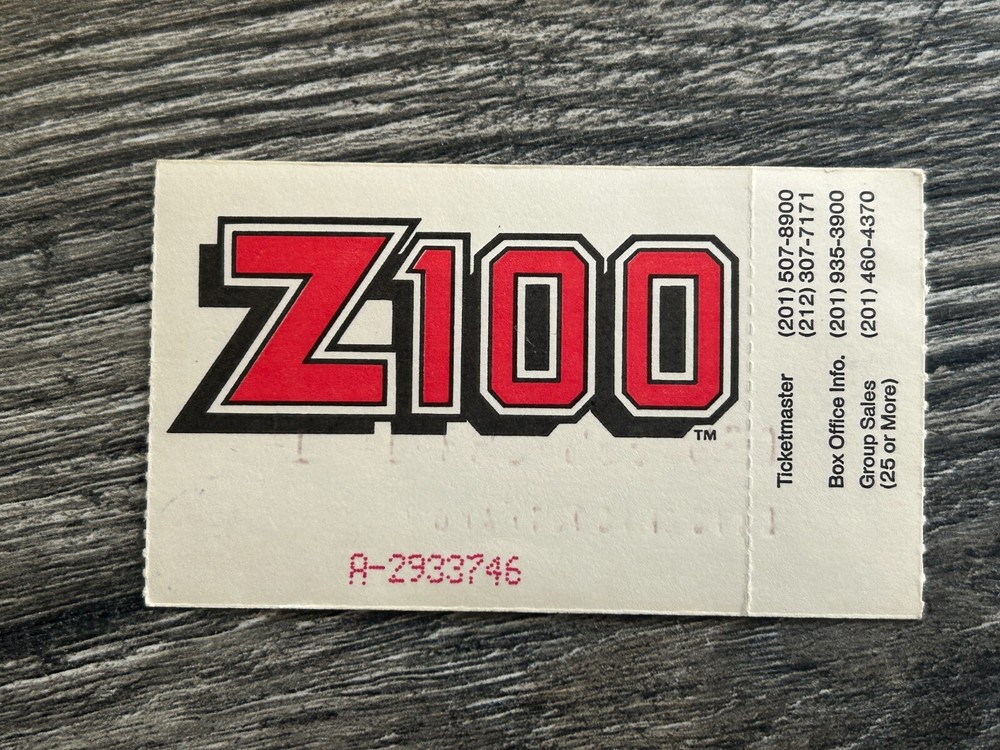 Z100
TM
A-2933746
Ticketmaster (201) 507-8900
(212) 307-7171
Box Office Info. (201) 935-3900
Group Sales (201) 460-4370
(25 or More)